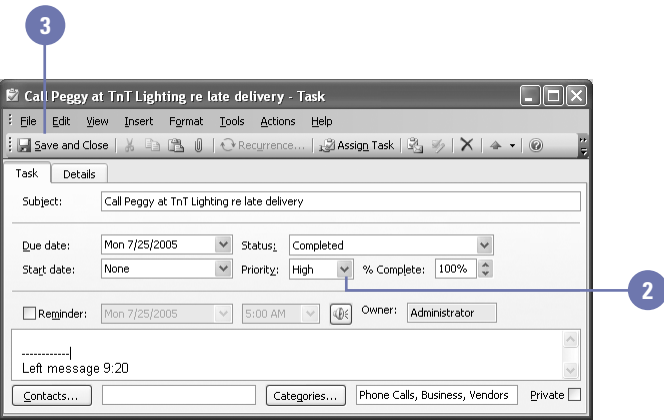 3
Call Peggy at TnT Lighting re late delivery - Task
File Edit View Insert Format Tools Actions Help
Save and Close Recurrence... Assign Task
Task Details
Subject: Call Peggy at TnT Lighting re late delivery
Due date: Mon 7/25/2005 Status: Completed
Start date: None Priority: High % Complete: 100%
2
Reminder: Mon 7/25/2005 5:00 AM Owner: Administrator
------------
Left message 9:20
Contacts... Categories... Phone Calls, Business, Vendors Private